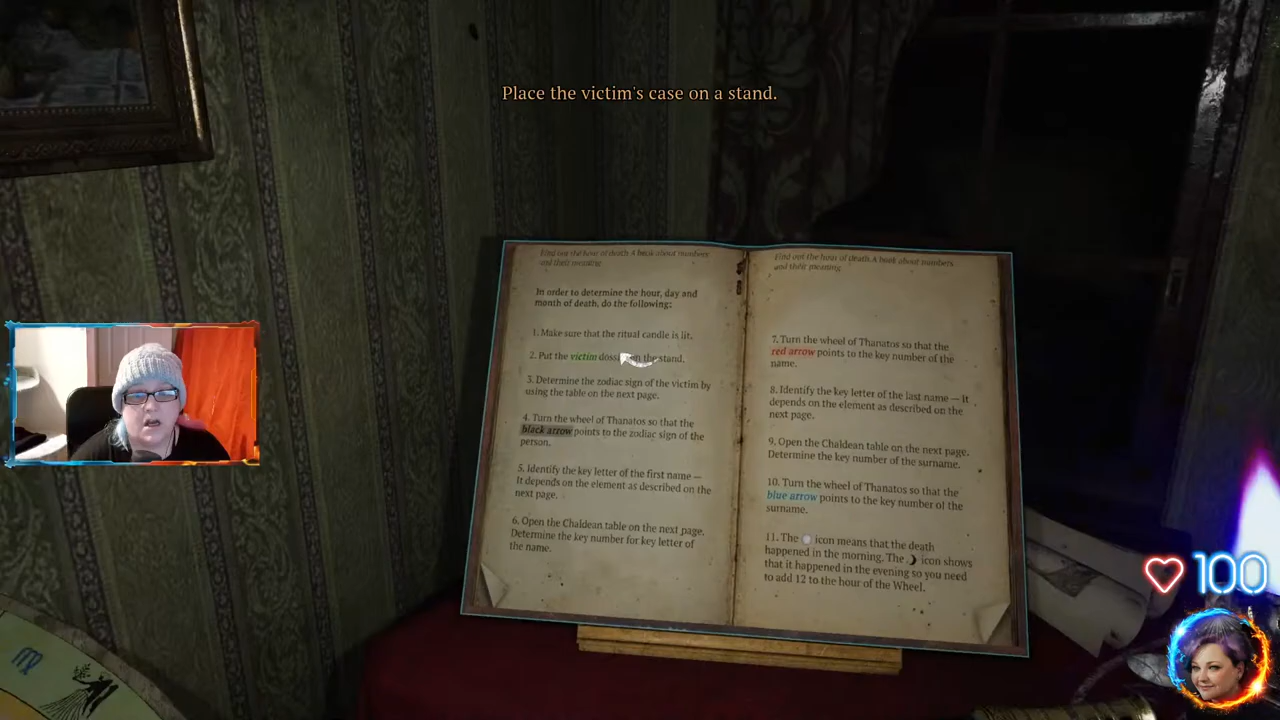 Place the victim's case on a stand.
Find out the hour of death.A book about numbers
and their meaning
In order to determine the hour, day and
month of death, do the following:
1. Make sure that the ritual candle is lit.
2. Put the victim dossi on the stand.
3. Determine the zodiac sign of the victim by
using the table on the next page.
4. Turn the wheel of Thanatos so that the
black arrow points to the zodiac sign of the
person.
5. Identify the key letter of the first name —
It depends on the element as described on the
next page.
6. Open the Chaldean table on the next page.
Determine the key number for key letter of
the name.
Find out the hour of death.A book about numbers
and their meaning
7. Turn the wheel of Thanatos so that the
red arrow points to the key number of the
name.
8. Identify the key letter of the last name — it
depends on the element as described on the
next page.
9. Open the Chaldean table on the next page.
Determine the key number of the surname.
10. Turn the wheel of Thanatos so that the
blue arrow points to the key number of the
surname.
11. The icon means that the death
happened in the morning. The icon shows
that it happened in the evening so you need
to add 12 to the hour of the Wheel.
100